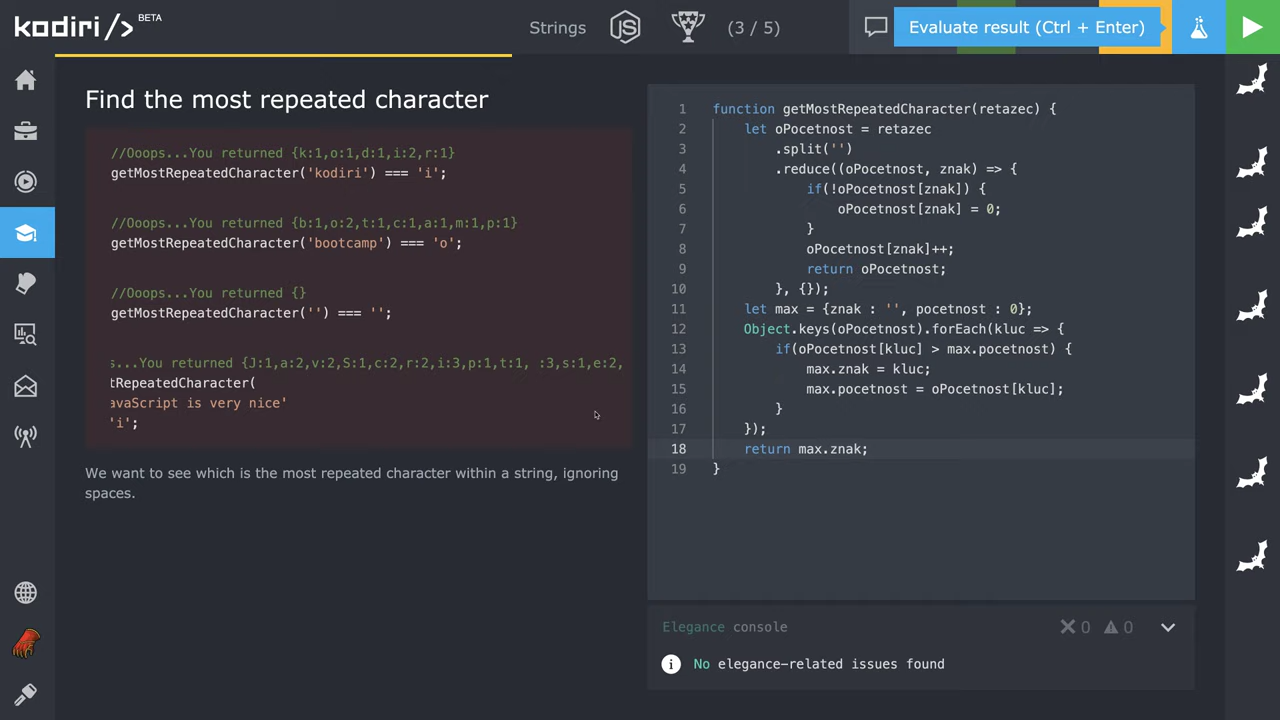 kodiri/> BETA
Strings
JS
(3 / 5)
Evaluate result (Ctrl + Enter)
Find the most repeated character
//Ooops...You returned {k:1,o:1,d:1,i:2,r:1}
getMostRepeatedCharacter('kodiri') === 'i';
//Ooops...You returned {b:1,o:2,t:1,c:1,a:1,m:1,p:1}
getMostRepeatedCharacter('bootcamp') === 'o';
//Ooops...You returned {}
getMostRepeatedCharacter('') === '';
s...You returned {J:1,a:2,v:2,S:1,c:2,r:2,i:3,p:1,t:1, :3,s:1,e:2,
tRepeatedCharacter(
avaScript is very nice'
'i';
We want to see which is the most repeated character within a string, ignoring
spaces.
1 function getMostRepeatedCharacter(retazec) {
2 let oPocetnost = retazec
3 .split('')
4 .reduce((oPocetnost, znak) => {
5 if(!oPocetnost[znak]) {
6 oPocetnost[znak] = 0;
7 }
8 oPocetnost[znak]++;
9 return oPocetnost;
10 }, {});
11 let max = {znak : '', pocetnost : 0};
12 Object.keys(oPocetnost).forEach(kluc => {
13 if(oPocetnost[kluc] > max.pocetnost) {
14 max.znak = kluc;
15 max.pocetnost = oPocetnost[kluc];
16 }
17 });
18 return max.znak;
19 }
Elegance console
0 0
No elegance-related issues found